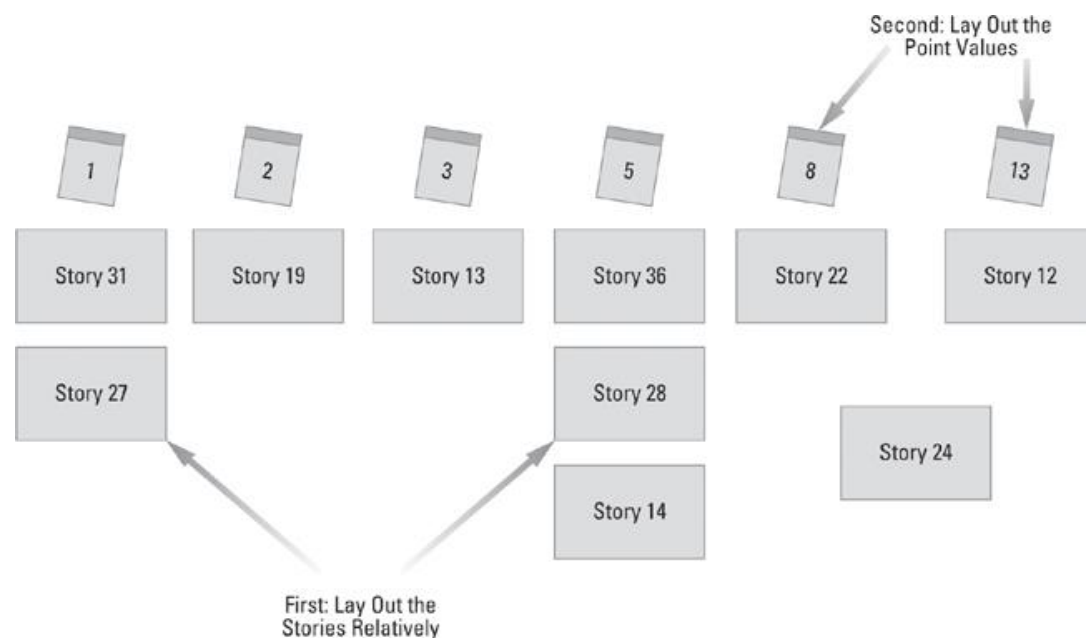 Second: Lay Out the
Point Values
1
2
3
5
8
13
Story 31
Story 19
Story 13
Story 36
Story 22
Story 12
Story 27
Story 28
Story 24
Story 14
First: Lay Out the
Stories Relatively